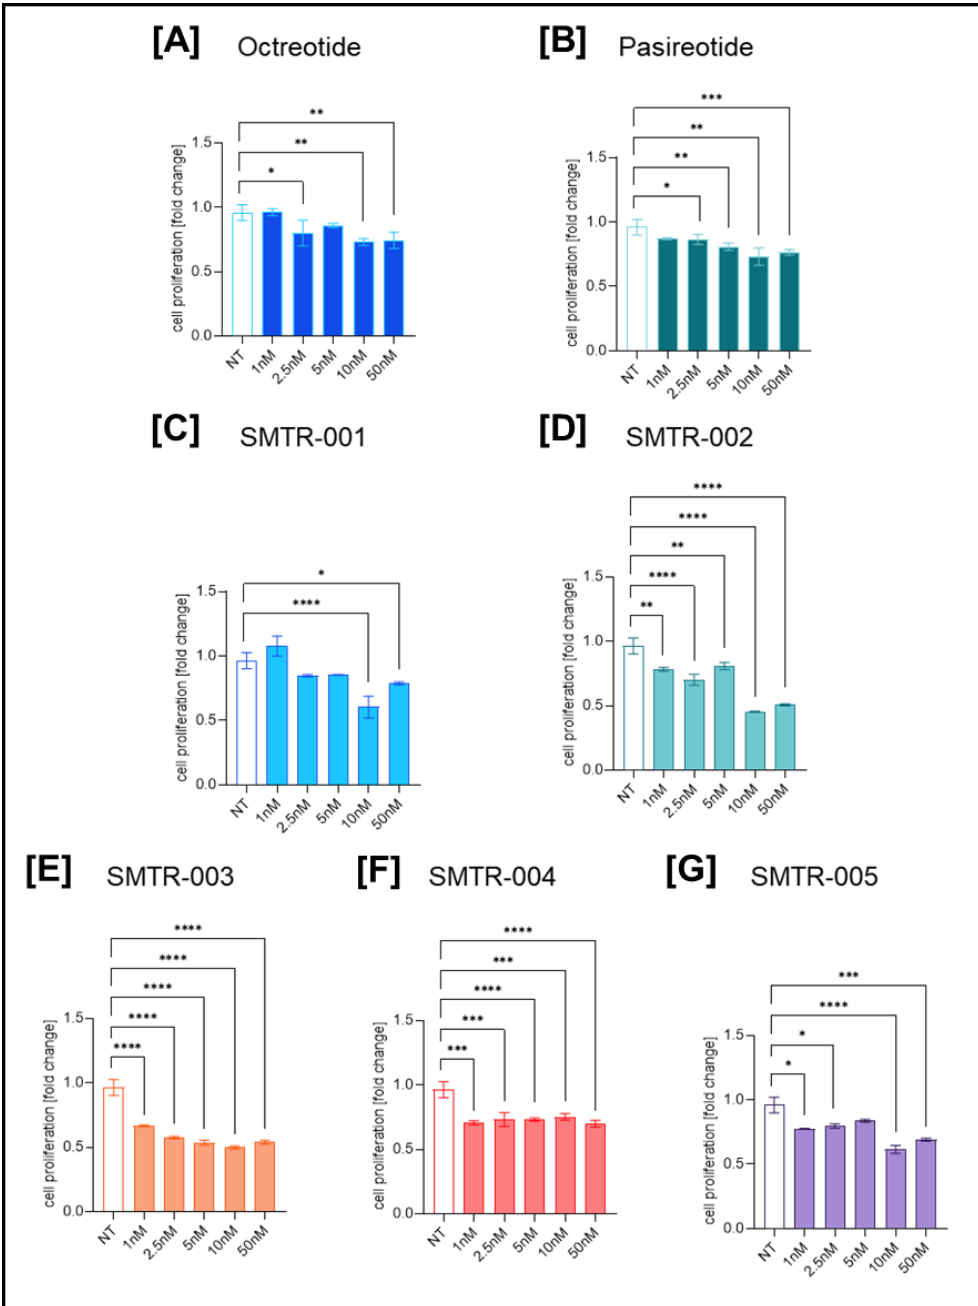 [A] Octreotide
**
**
*
cell proliferation [fold change]
1.5
1.0
0.5
0.0
NT 1nM 2.5nM 5nM 10nM 50nM
[B] Pasireotide
***
**
**
*
cell proliferation [fold change]
1.5
1.0
0.5
0.0
NT 1nM 2.5nM 5nM 10nM 50nM
[C] SMTR-001
*
****
cell proliferation [fold change]
1.5
1.0
0.5
0.0
NT 1nM 2.5nM 5nM 10nM 50nM
[D] SMTR-002
****
****
**
****
**
cell proliferation [fold change]
1.5
1.0
0.5
0.0
NT 1nM 2.5nM 5nM 10nM 50nM
[E] SMTR-003
****
****
****
****
****
cell proliferation [fold change]
1.5
1.0
0.5
0.0
NT 1nM 2.5nM 5nM 10nM 50nM
[F] SMTR-004
****
***
****
***
***
cell proliferation [fold change]
1.5
1.0
0.5
0.0
NT 1nM 2.5nM 5nM 10nM 50nM
[G] SMTR-005
***
****
*
*
cell proliferation [fold change]
1.5
1.0
0.5
0.0
NT 1nM 2.5nM 5nM 10nM 50nM